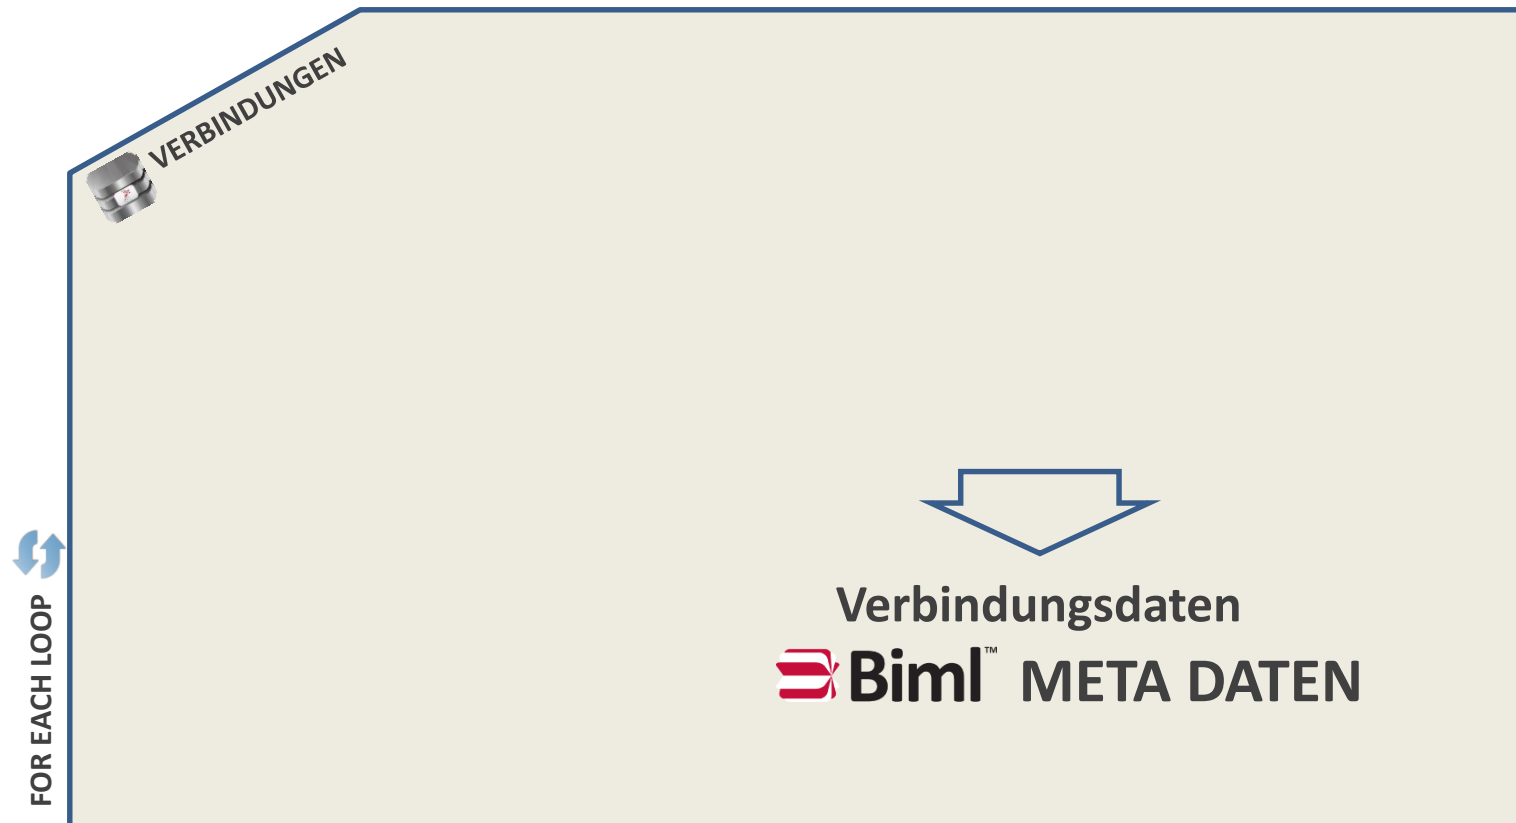 VERBINDUNGEN
FOR EACH LOOP
Verbindungsdaten
Biml™ META DATEN